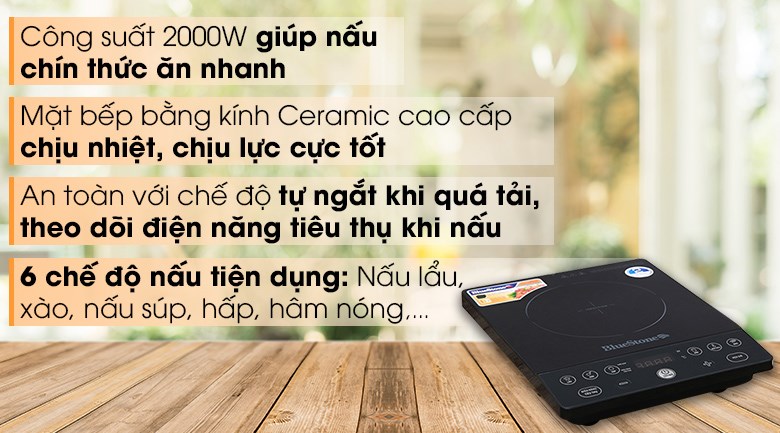 Công suất 2000W giúp nấu
chín thức ăn nhanh
Mặt bếp bằng kính Ceramic cao cấp
chịu nhiệt, chịu lực cực tốt
An toàn với chế độ tự ngắt khi quá tải,
theo dõi điện năng tiêu thụ khi nấu
6 chế độ nấu tiện dụng: Nấu lẩu,
xào, nấu súp, hấp, hâm nóng,...
BlueStone